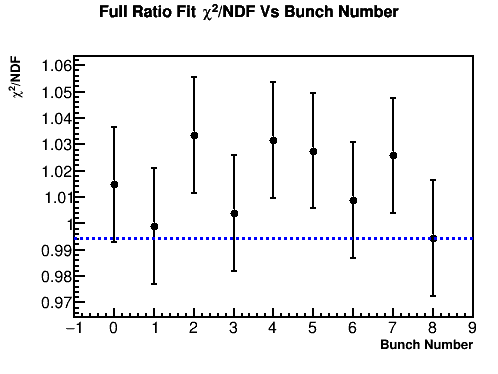 Full Ratio Fit χ²/NDF Vs Bunch Number
χ²/NDF
1.06
1.05
1.04
1.03
1.02
1.01
1
0.99
0.98
0.97
−1 0 1 2 3 4 5 6 7 8 9
Bunch Number